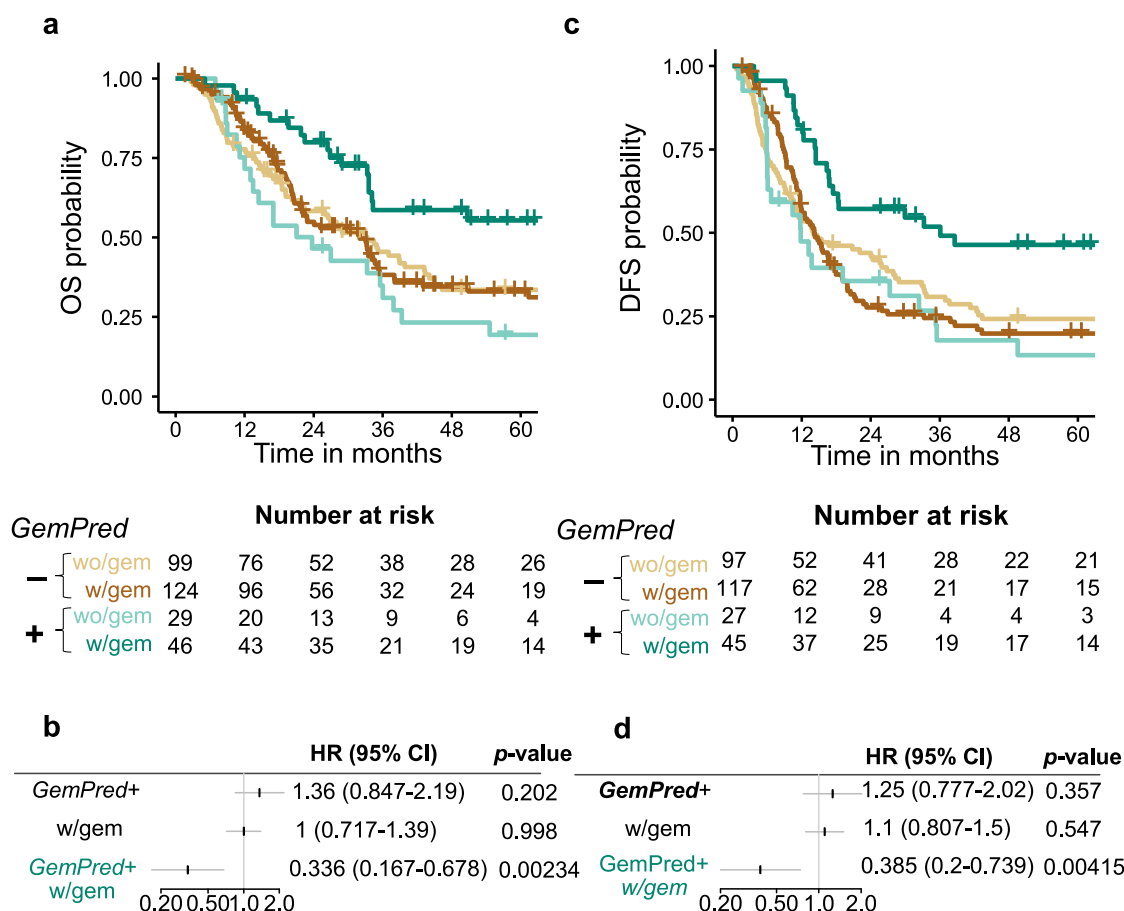 a
OS probability
1.00
0.75
0.50
0.25
0.00
0 12 24 36 48 60
Time in months
GemPred
Number at risk
− wo/gem 99 76 52 38 28 26
w/gem 124 96 56 32 24 19
+ wo/gem 29 20 13 9 6 4
w/gem 46 43 35 21 19 14
c
DFS probability
1.00
0.75
0.50
0.25
0.00
0 12 24 36 48 60
Time in months
GemPred
Number at risk
− wo/gem 97 52 41 28 22 21
w/gem 117 62 28 21 17 15
+ wo/gem 27 12 9 4 4 3
w/gem 45 37 25 19 17 14
b
HR (95% CI) p-value
GemPred+ 1.36 (0.847-2.19) 0.202
w/gem 1 (0.717-1.39) 0.998
GemPred+ 0.336 (0.167-0.678) 0.00234
w/gem
0.20 0.50 1.0 2.0
d
HR (95% CI) p-value
GemPred+ 1.25 (0.777-2.02) 0.357
w/gem 1.1 (0.807-1.5) 0.547
GemPred+ 0.385 (0.2-0.739) 0.00415
w/gem
0.20 1.0 2.0